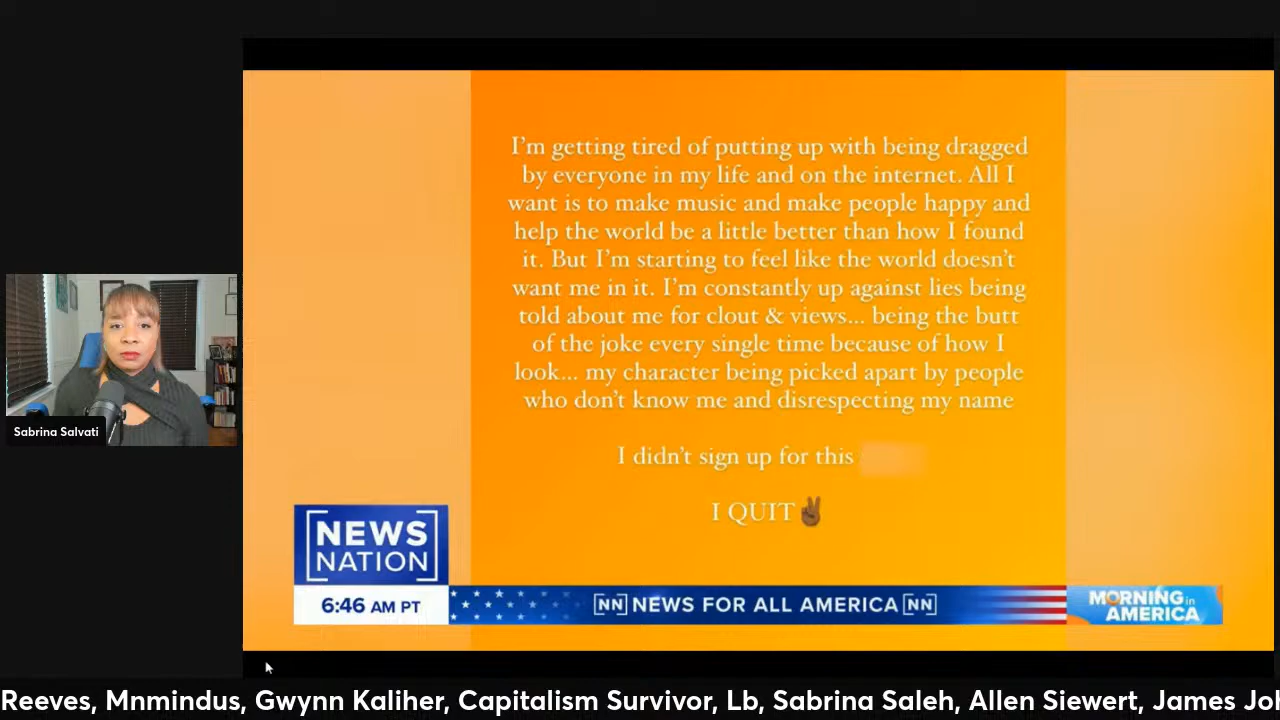 I'm getting tired of putting up with being dragged
by everyone in my life and on the internet. All I
want is to make music and make people happy and
help the world be a little better than how I found
it. But I'm starting to feel like the world doesn't
want me in it. I'm constantly up against lies being
told about me for clout & views... being the butt
of the joke every single time because of how I
look... my character being picked apart by people
who don't know me and disrespecting my name
I didn't sign up for this
I QUIT✌🏾
Sabrina Salvati
NEWS
NATION
6:46 AM PT
NN NEWS FOR ALL AMERICA NN
MORNING in
AMERICA
Reeves, Mnmindus, Gwynn Kaliher, Capitalism Survivor, Lb, Sabrina Saleh, Allen Siewert, James Jo